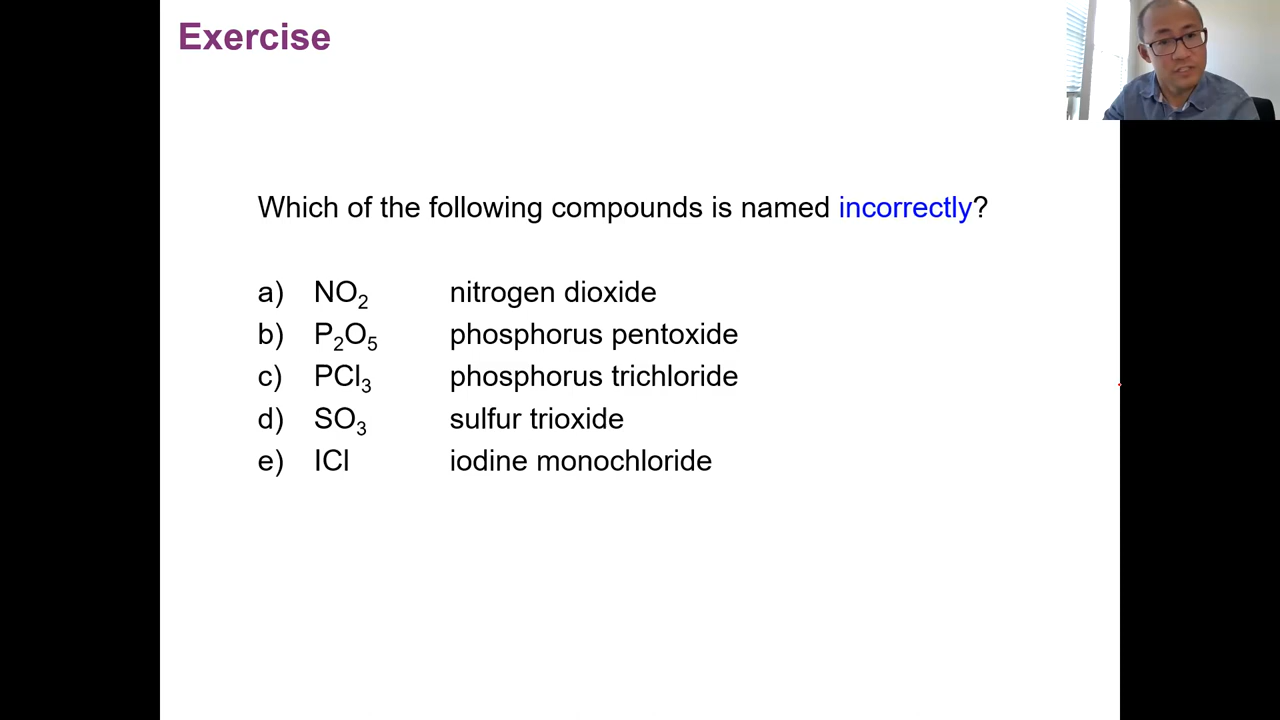 Exercise
Which of the following compounds is named incorrectly?
a) NO₂ nitrogen dioxide
b) P₂O₅ phosphorus pentoxide
c) PCl₃ phosphorus trichloride
d) SO₃ sulfur trioxide
e) ICl iodine monochloride